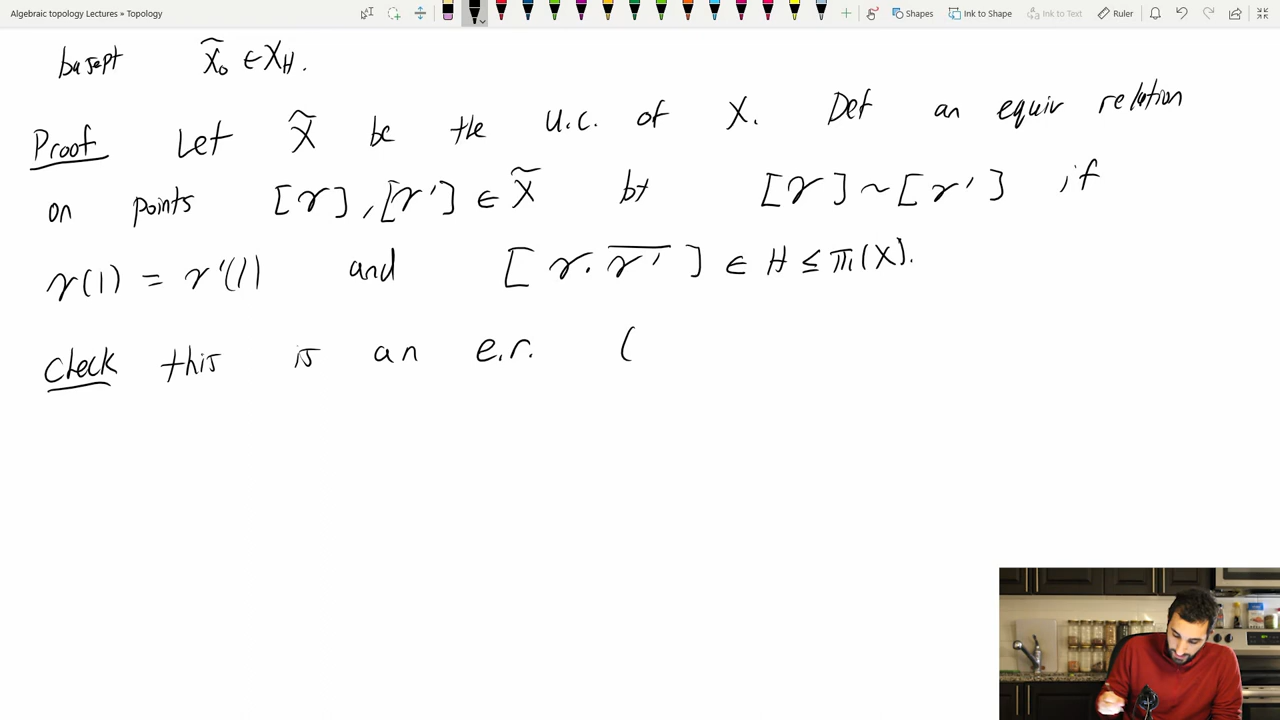 Algebraic topology Lectures » Topology
Shapes Ink to Shape Ink to Text Ruler
basept x̃₀ ∈ X_H.
Proof Let X̃ be the u.c. of X. Def an equiv relation
on points [γ], [γ'] ∈ X̃ by [γ] ~ [γ'] if
γ(1) = γ'(1) and [γ · \overline{γ'}] ∈ H ≤ π₁(X).
Check this is an e.r. (